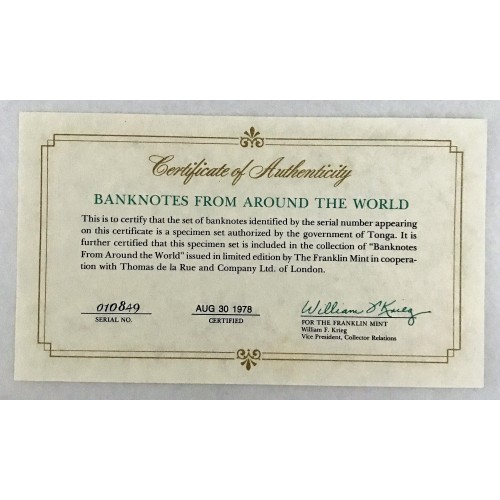 Certificate of Authenticity
BANKNOTES FROM AROUND THE WORLD
This is to certify that the set of banknotes identified by the serial number appearing
on this certificate is a specimen set authorized by the government of Tonga. It is
further certified that this specimen set is included in the collection of "Banknotes
From Around the World" issued in limited edition by The Franklin Mint in coopera-
tion with Thomas de la Rue and Company Ltd. of London.
010849 AUG 30 1978 William F Krieg
SERIAL NO. CERTIFIED FOR THE FRANKLIN MINT
William F. Krieg
Vice President, Collector Relations